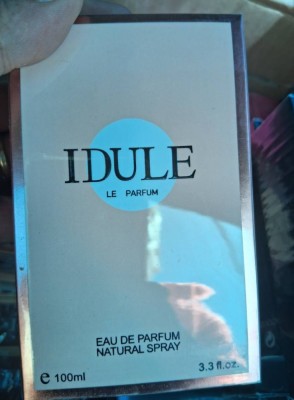 IDULE
LE PARFUM
EAU DE PARFUM
NATURAL SPRAY
e 100ml
3.3 fl.oz.